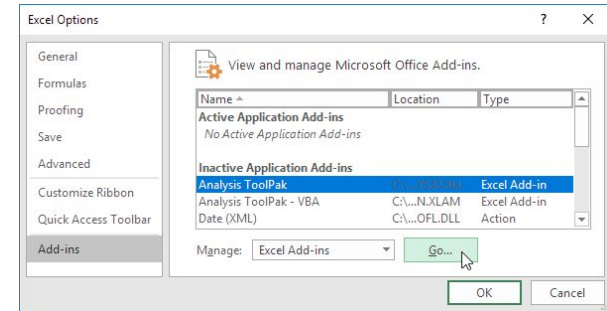 Excel Options ? ×
General
Formulas
Proofing
Save
Advanced
Customize Ribbon
Quick Access Toolbar
Add-ins
View and manage Microsoft Office Add-ins.
Name Location Type
Active Application Add-ins
No Active Application Add-ins
Inactive Application Add-ins
Analysis ToolPak Excel Add-in
Analysis ToolPak - VBA C:\...N.XLAM Excel Add-in
Date (XML) C:\...OFL.DLL Action
Manage: Excel Add-ins Go...
OK Cancel